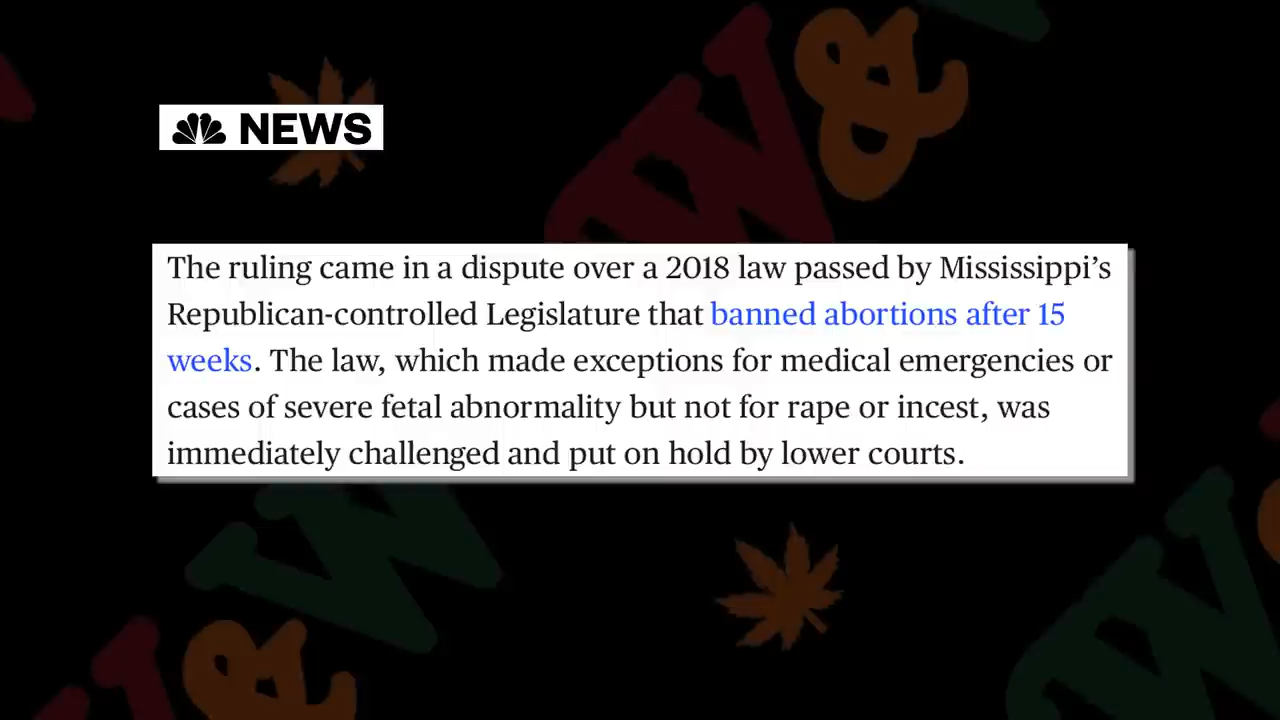 NEWS
The ruling came in a dispute over a 2018 law passed by Mississippi's
Republican-controlled Legislature that banned abortions after 15
weeks. The law, which made exceptions for medical emergencies or
cases of severe fetal abnormality but not for rape or incest, was
immediately challenged and put on hold by lower courts.
W&
&W
W